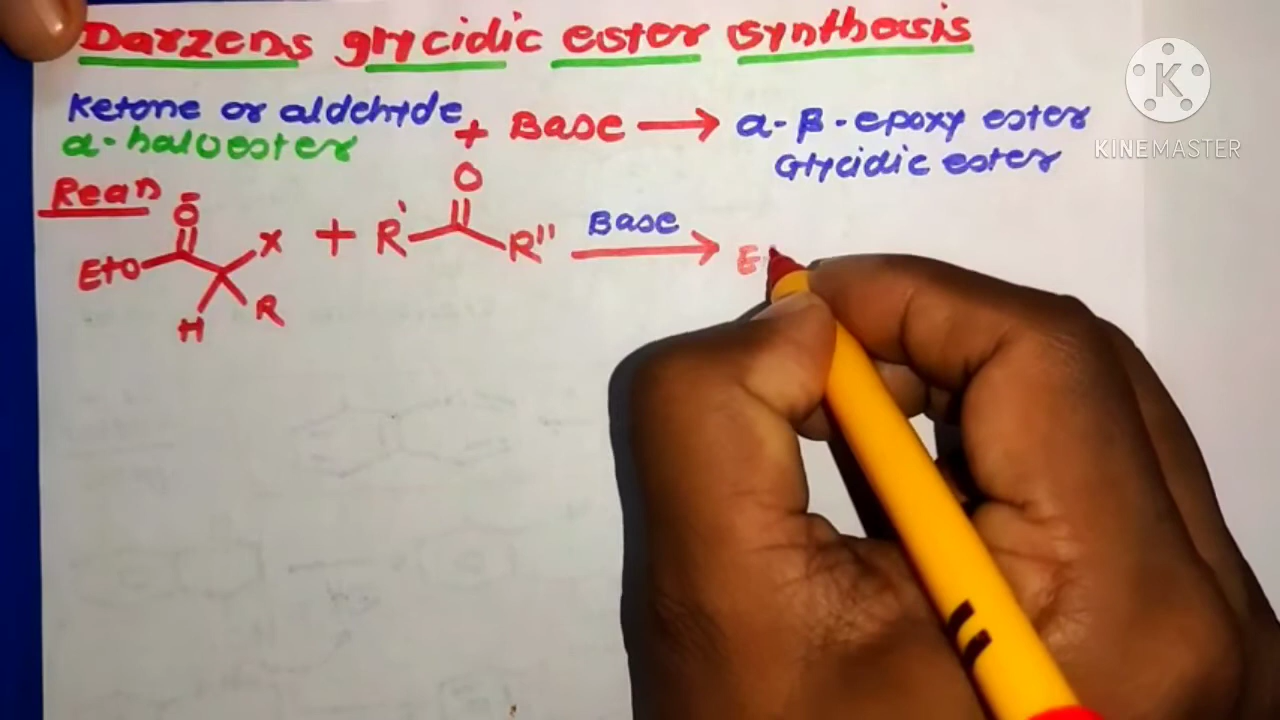 Darzens glycidic ester synthesis
Ketone or aldehyde
α-haloester
+ Base → α-β-epoxy ester
Glycidic ester
Rean
O
EtO X
H R
+
O
R' R"
Base
→
E
K
KINEMASTER